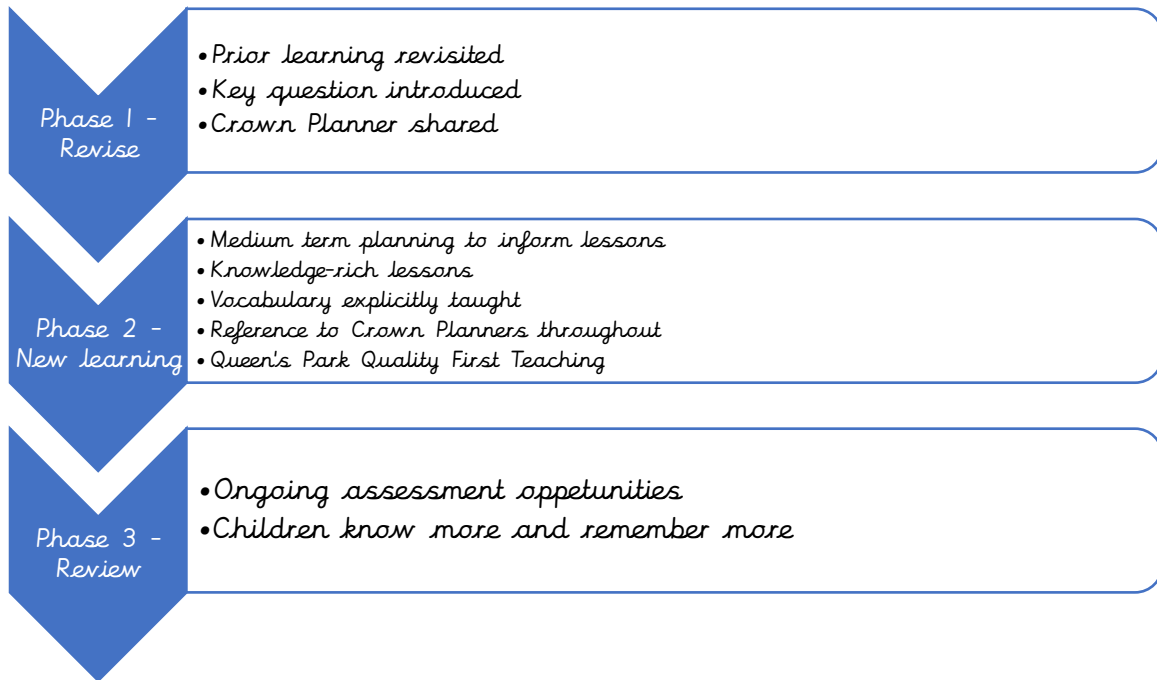 Phase 1 -
Revise
•Prior learning revisited
•Key question introduced
•Crown Planner shared
Phase 2 -
New learning
•Medium term planning to inform lessons
•Knowledge-rich lessons
•Vocabulary explicitly taught
•Reference to Crown Planners throughout
•Queen's Park Quality First Teaching
Phase 3 -
Review
•Ongoing assessment oppetunities
•Children know more and remember more